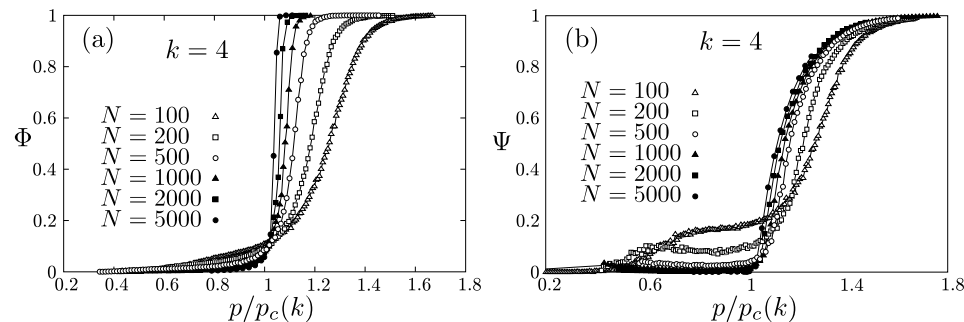 (a)
k = 4
Φ
1
0.8
0.6
0.4
0.2
0
N = 100
N = 200
N = 500
N = 1000
N = 2000
N = 5000
0.2 0.4 0.6 0.8 1 1.2 1.4 1.6 1.8
p/p_c(k)
(b)
k = 4
Ψ
1
0.8
0.6
0.4
0.2
0
N = 100
N = 200
N = 500
N = 1000
N = 2000
N = 5000
0.2 0.6 1 1.4 1.8
p/p_c(k)